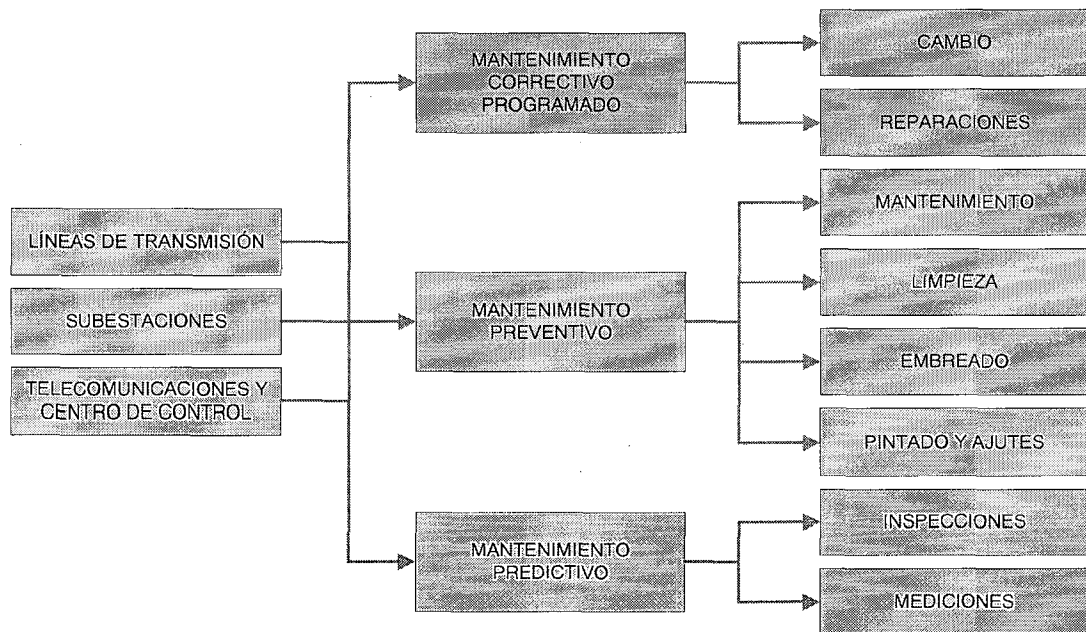 LÍNEAS DE TRANSMISIÓN
SUBESTACIONES
TELECOMUNICACIONES Y
CENTRO DE CONTROL
MANTENIMIENTO
CORRECTIVO
PROGRAMADO
MANTENIMIENTO
PREVENTIVO
MANTENIMIENTO
PREDICTIVO
CAMBIO
REPARACIONES
MANTENIMIENTO
LIMPIEZA
EMBREADO
PINTADO Y AJUTES
INSPECCIONES
MEDICIONES